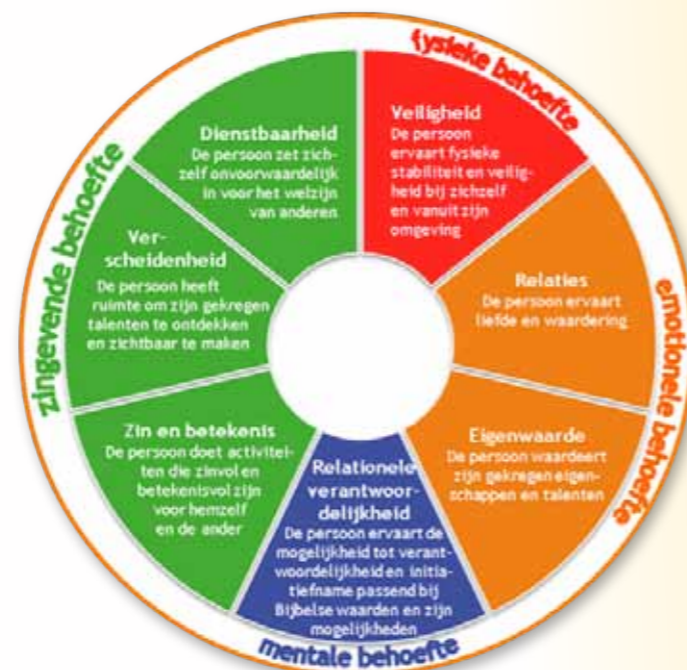 fysieke behoefte
Veiligheid
De persoon
ervaart fysieke
stabiliteit en veilig-
heid bij zichzelf
en vanuit zijn
omgeving
emotionele behoefte
Relaties
De persoon ervaart
liefde en waardering
Eigenwaarde
De persoon waardeert
zijn gekregen eigen-
schappen en talenten
mentale behoefte
Relationele
verantwoor-
delijkheid
De persoon ervaart de
mogelijkheid tot verant-
woordelijkheid en initia-
tiefname passend bij
Bijbelse waarden en zijn
mogelijkheden
zingevende behoefte
Zin en betekenis
De persoon doet activitei-
ten die zinvol en
betekenisvol zijn
voor hemzelf
en de ander
Ver-
scheidenheid
De persoon heeft
ruimte om zijn gekregen
talenten te ontdekken
en zichtbaar te maken
Dienstbaarheid
De persoon zet zich-
zelf onvoorwaardelijk
in voor het welzijn
van anderen